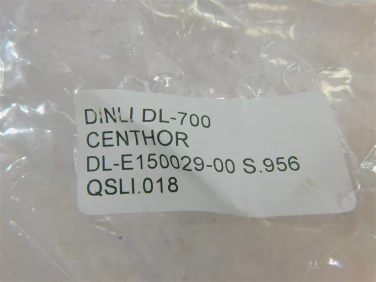 DINLI DL-700
CENTHOR
DL-E150029-00 S.956
QSLI.018